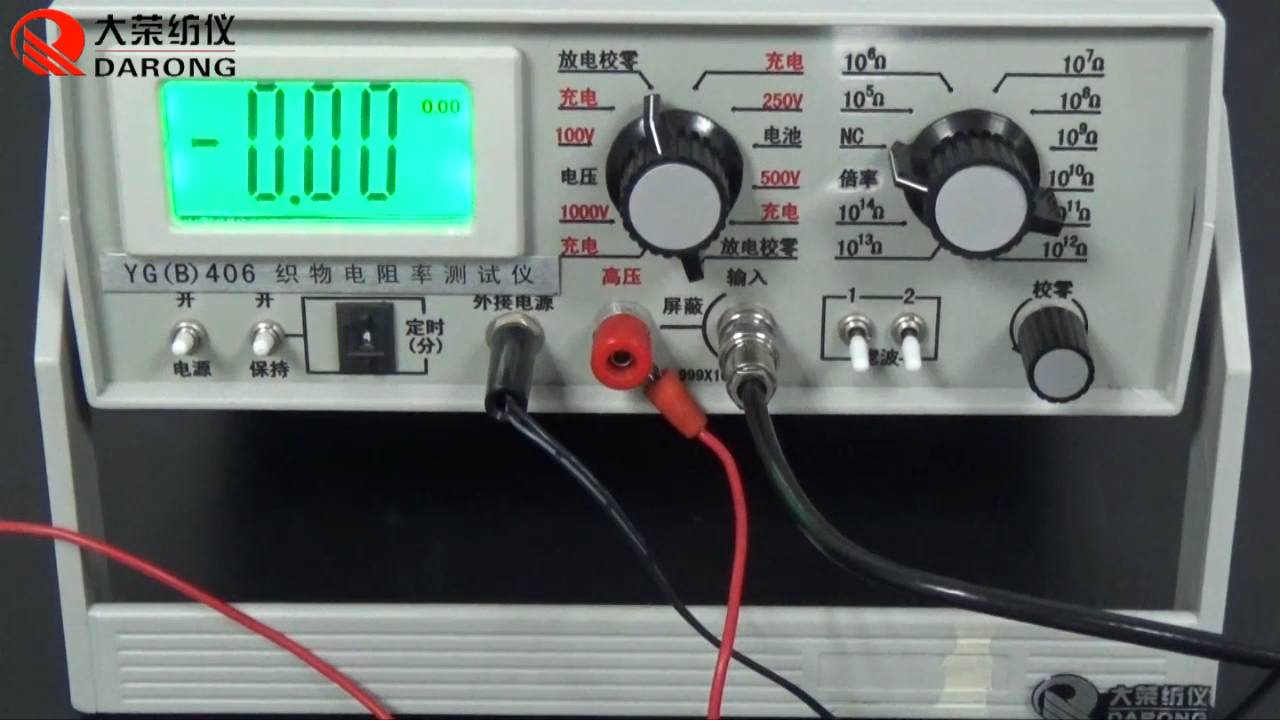 大荣纺仪
DARONG
- 0.00
0.00
YG(B)406 织物电阻率测试仪
放电校零
充电
100V
电压
1000V
充电
充电
250V
电池
500V
充电
放电校零
10⁶Ω
10⁵Ω
NC
倍率
10¹⁴Ω
10¹³Ω
10⁷Ω
10⁸Ω
10⁹Ω
10¹⁰Ω
10¹¹Ω
10¹²Ω
开
电源
开
保持
定时
(分)
外接电源
高压
屏蔽
输入
1 2
校零
大荣纺仪
DARONG